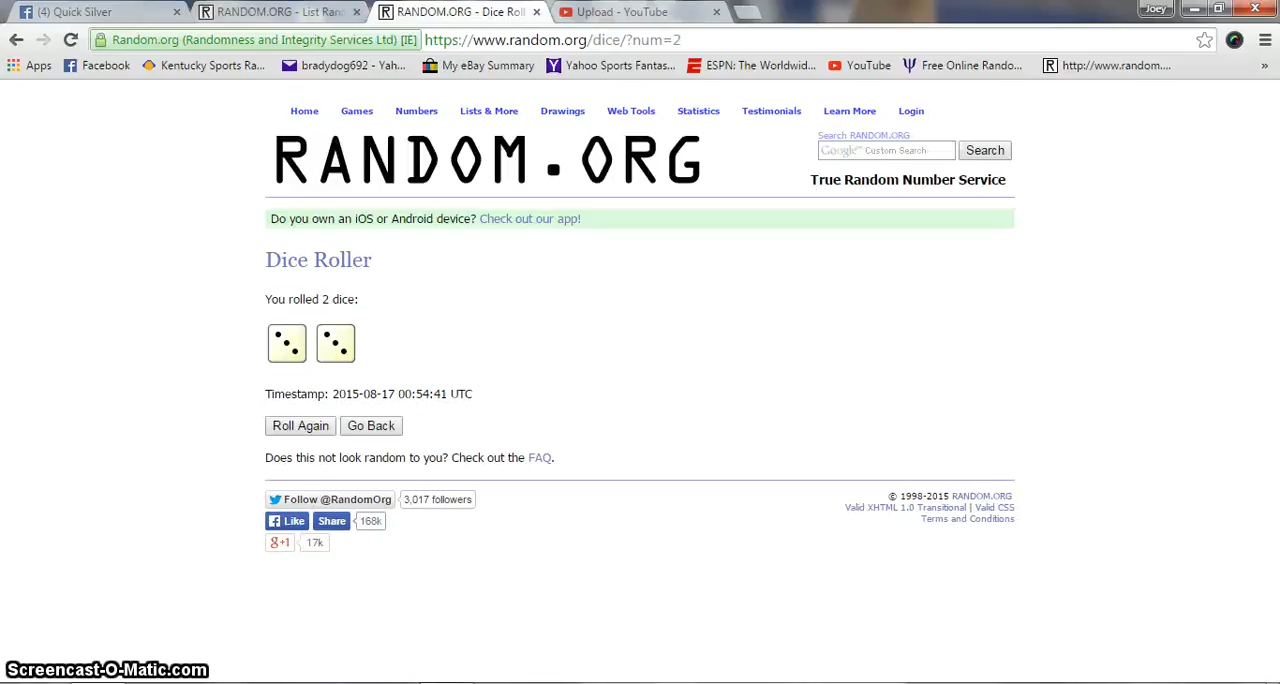 (4) Quick Silver
RANDOM.ORG - List Ran
RANDOM.ORG - Dice Roll
Upload - YouTube
Joey
Random.org (Randomness and Integrity Services Ltd) [IE]
https://www.random.org/dice/?num=2
Apps
Facebook
Kentucky Sports Ra...
bradydog692 - Yah...
My eBay Summary
Yahoo Sports Fantas...
ESPN: The Worldwid...
YouTube
Free Online Rando...
http://www.random....
»
Home
Games
Numbers
Lists & More
Drawings
Web Tools
Statistics
Testimonials
Learn More
Login
RANDOM.ORG
Search RANDOM.ORG
Google™ Custom Search
Search
True Random Number Service
Do you own an iOS or Android device? Check out our app!
Dice Roller
You rolled 2 dice:
Timestamp: 2015-08-17 00:54:41 UTC
Roll Again
Go Back
Does this not look random to you? Check out the FAQ.
Follow @RandomOrg
3,017 followers
Like
Share
168k
g+1
17k
© 1998-2015 RANDOM.ORG
Valid XHTML 1.0 Transitional | Valid CSS
Terms and Conditions
Screencast-O-Matic.com